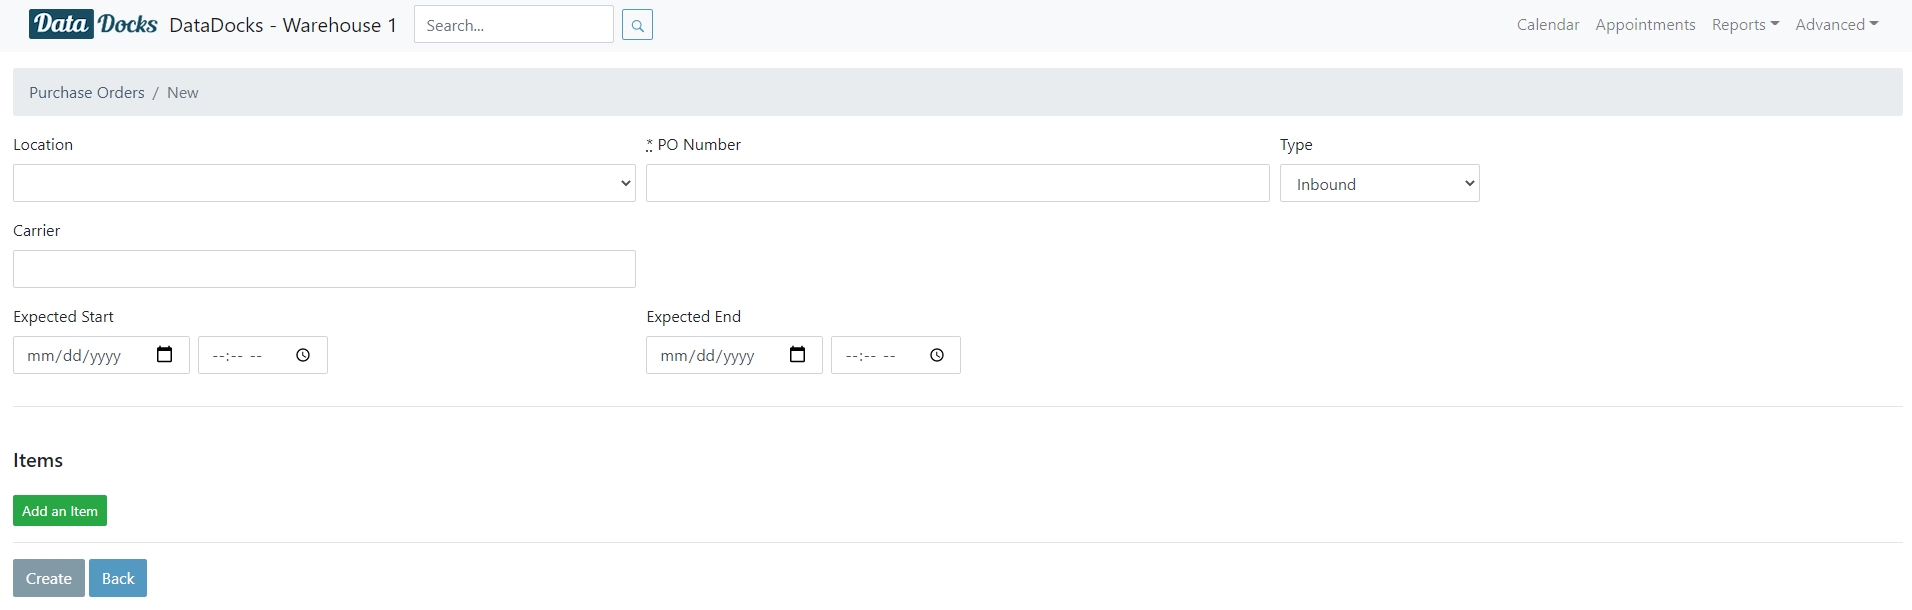 Data Docks DataDocks - Warehouse 1 Search... Calendar Appointments Reports Advanced
Purchase Orders / New
Location * PO Number Type
Inbound
Carrier
Expected Start Expected End
mm/dd/yyyy --:-- -- mm/dd/yyyy --:-- --
Items
Add an Item
Create Back